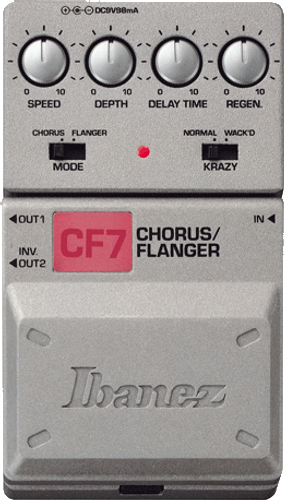 DC9V98mA
0 10 0 10 0 10 0 10
SPEED DEPTH DELAY TIME REGEN.
CHORUS FLANGER NORMAL WACK'D
MODE KRAZY
OUT1 IN
CF7 CHORUS/
FLANGER
INV.
OUT2
Ibanez